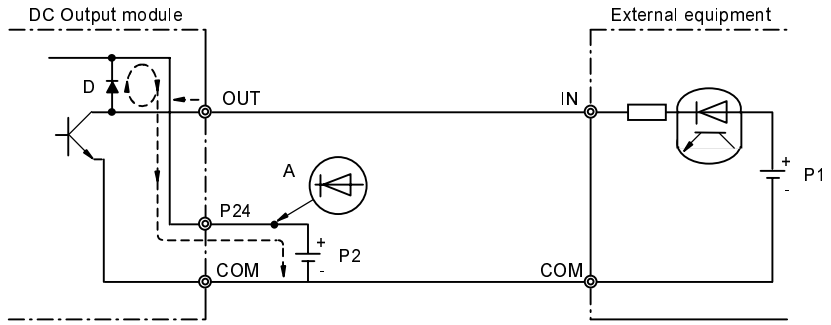 DC Output module
External equipment
D
OUT
IN
A
P24
+
P2
-
+
P1
-
COM
COM